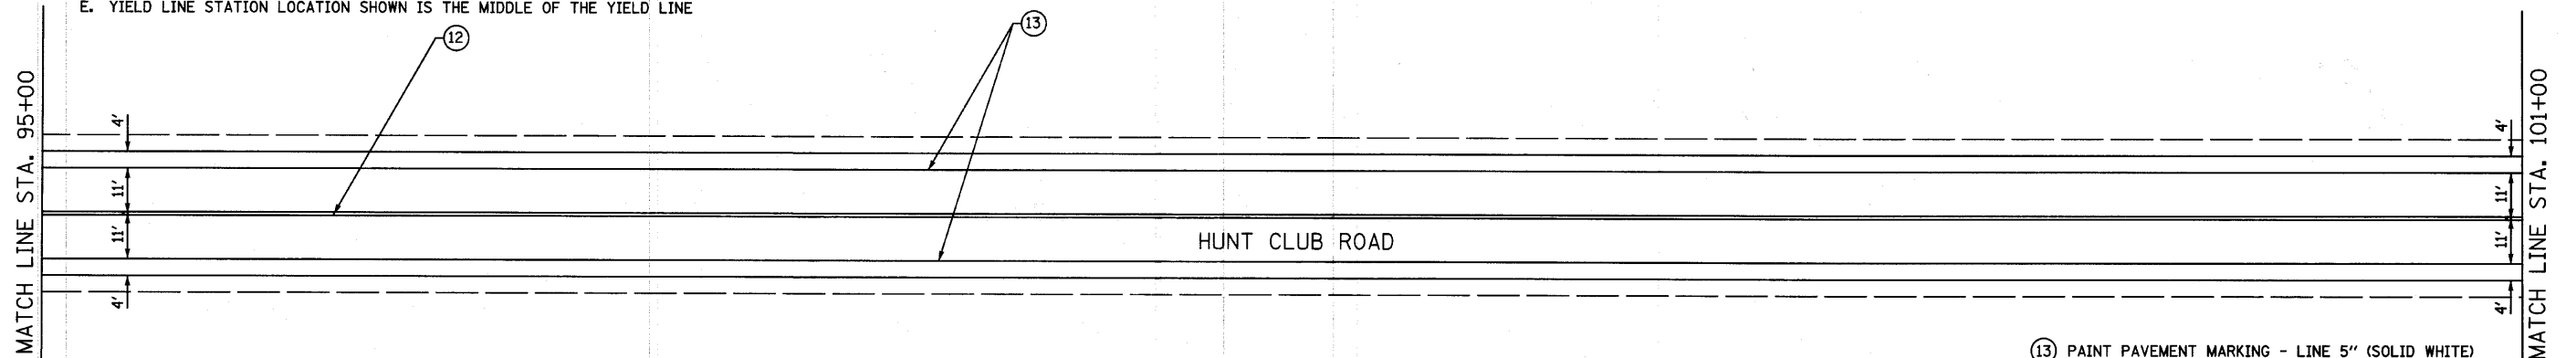 E. YIELD LINE STATION LOCATION SHOWN IS THE MIDDLE OF THE YIELD LINE
12
13
MATCH LINE STA. 95+00
4'
11'
11'
4'
HUNT CLUB ROAD
4'
11'
11'
4'
MATCH LINE STA. 101+00
13 PAINT PAVEMENT MARKING - LINE 5" (SOLID WHITE)